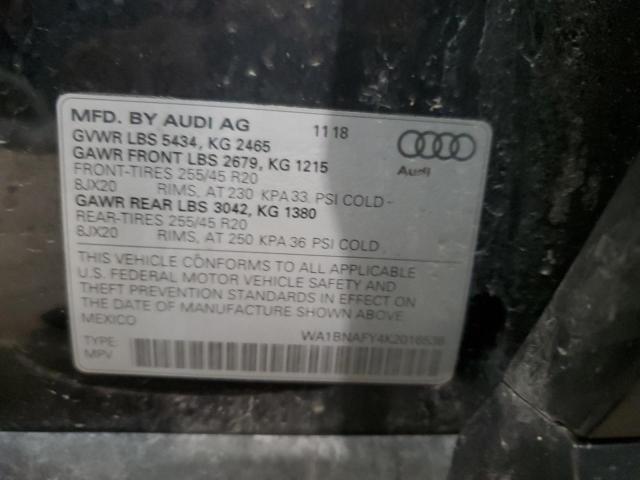 MFD. BY AUDI AG 11 18
GVWR LBS 5434, KG 2465
GAWR FRONT LBS 2679, KG 1215
FRONT-TIRES 255/45 R20
8JX20 RIMS, AT 230 KPA 33 PSI COLD -
GAWR REAR LBS 3042, KG 1380
REAR-TIRES 255/45 R20
8JX20 RIMS, AT 250 KPA 36 PSI COLD
Audi
THIS VEHICLE CONFORMS TO ALL APPLICABLE
U.S. FEDERAL MOTOR VEHICLE SAFETY AND
THEFT PREVENTION STANDARDS IN EFFECT ON
THE DATE OF MANUFACTURE SHOWN ABOVE
MEXICO
WA1BNAFY4K2016536
TYPE:
MPV